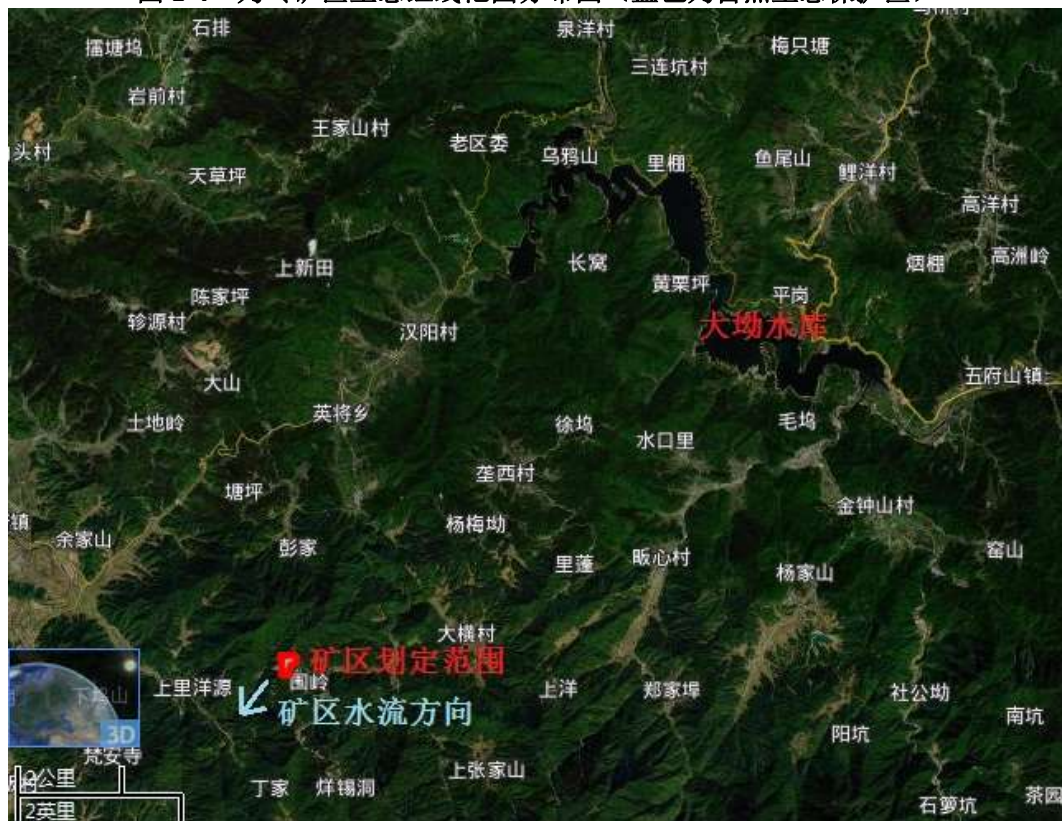 石排
泉洋村
梅只塘
擂塘坞
三连坑村
岩前村
王家山村
老区委
乌鸦山
里棚
鱼尾山
鲤洋村
头村
天草坪
高洋村
上新田
长窝
烟棚
高洲岭
陈家坪
黄栗坪
平岗
轸源村
汉阳村
大坳水库
大山
五府山镇
土地岭
英将乡
徐坞
毛坞
水口里
垄西村
塘坪
杨梅坳
金钟山村
镇
余家山
彭家
里蓬
畈心村
窑山
杨家山
大横村
矿区划定范围
上里洋源
围岭
上洋
郑家埠
社公坳
矿区水流方向
南坑
3D
阳坑
梵安寺
上张家山
2公里
丁家
烊锡洞
茶园
2英里
石箩坑